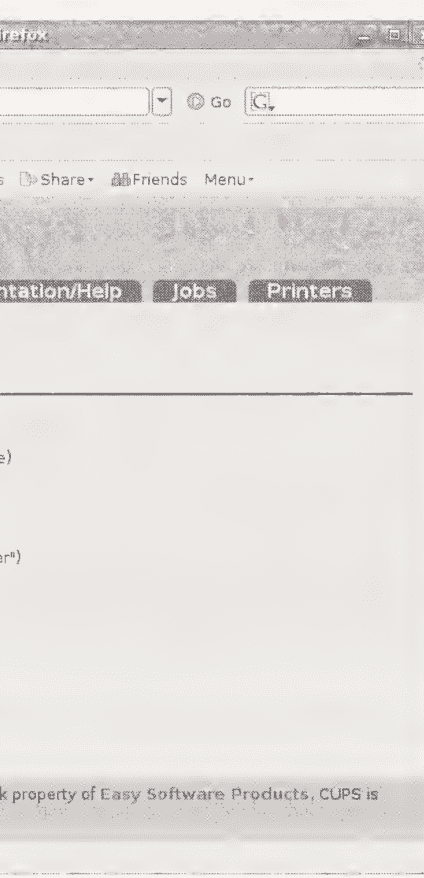 irefox
Go G
s Share Friends Menu
ntation/Help Jobs Printers
e)
er")
k property of Easy Software Products, CUPS is